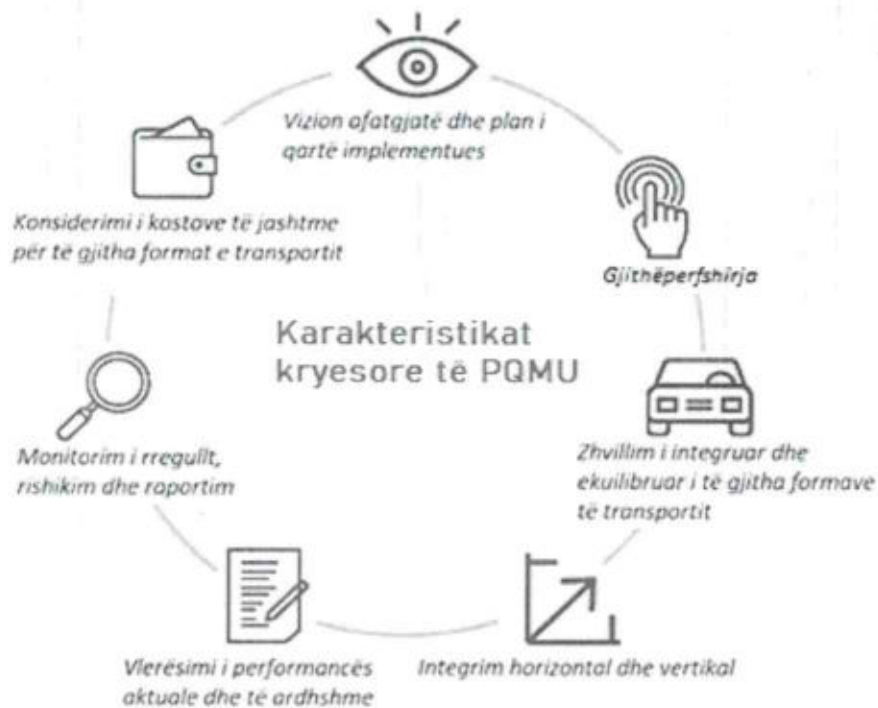 Vizion afatgjatë dhe plan i
qartë implementues
Gjithëperfshirja
Zhvillim i integruar dhe
ekuilibruar i të gjitha formave
të transportit
Integrim horizontal dhe vertikal
Vlerësimi i performancës
aktuale dhe të ardhshme
Monitorim i rregullt,
rishikim dhe raportim
Konsiderimi i kostove të jashtme
për të gjitha format e transportit
Karakteristikat
kryesore të PQMU